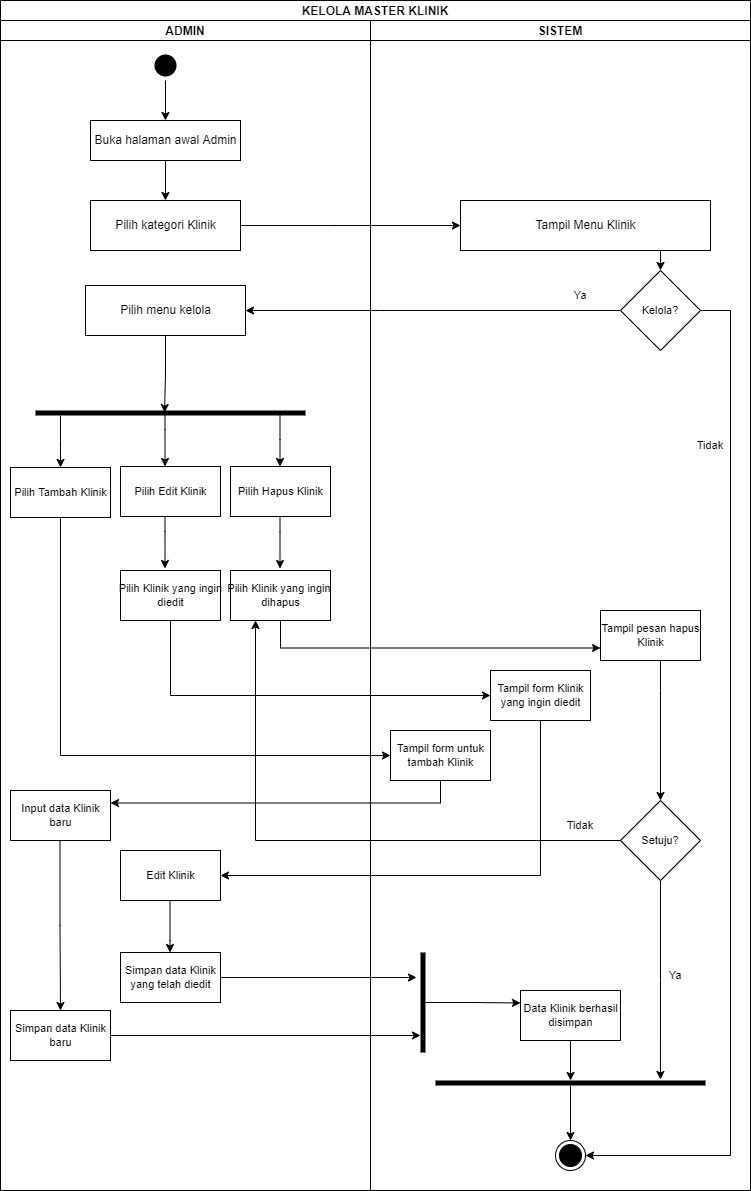 KELOLA MASTER KLINIK
ADMIN
SISTEM
Buka halaman awal Admin
Pilih kategori Klinik
Tampil Menu Klinik
Ya
Pilih menu kelola
Kelola?
Tidak
Pilih Tambah Klinik
Pilih Edit Klinik
Pilih Hapus Klinik
Pilih Klinik yang ingin
diedit
Pilih Klinik yang ingin
dihapus
Tampil pesan hapus
Klinik
Tampil form Klinik
yang ingin diedit
Tampil form untuk
tambah Klinik
Input data Klinik
baru
Tidak
Setuju?
Edit Klinik
Simpan data Klinik
yang telah diedit
Ya
Data Klinik berhasil
disimpan
Simpan data Klinik
baru